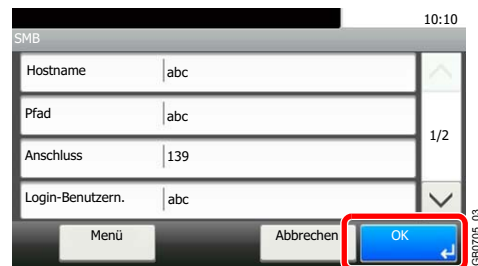 10:10
SMB
Hostname abc
Pfad abc
1/2
Anschluss 139
Login-Benutzern. abc
Menü Abbrechen OK
GB0705_03